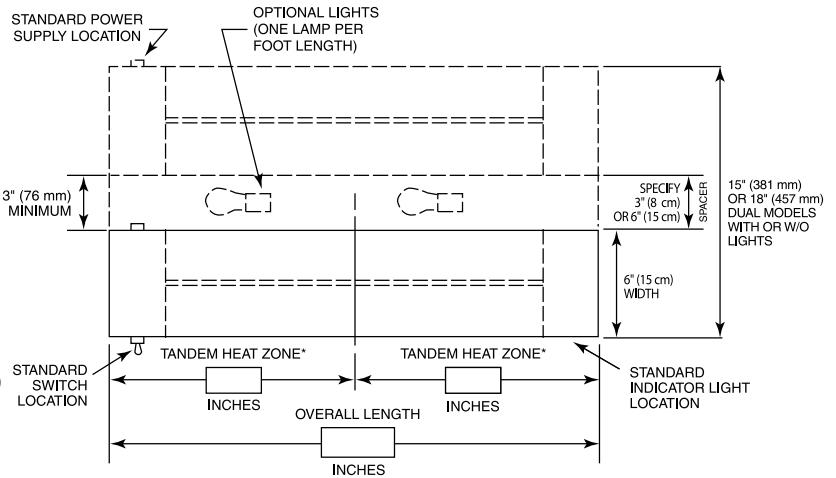 STANDARD POWER
SUPPLY LOCATION
OPTIONAL LIGHTS
(ONE LAMP PER
FOOT LENGTH)
3" (76 mm)
MINIMUM
SPECIFY
3" (8 cm)
OR 6" (15 cm)
SPACER
15" (381 mm)
OR 18" (457 mm)
DUAL MODELS
WITH OR W/O
LIGHTS
6" (15 cm)
WIDTH
STANDARD
SWITCH
LOCATION
TANDEM HEAT ZONE*
INCHES
TANDEM HEAT ZONE*
INCHES
STANDARD
INDICATOR LIGHT
LOCATION
OVERALL LENGTH
INCHES